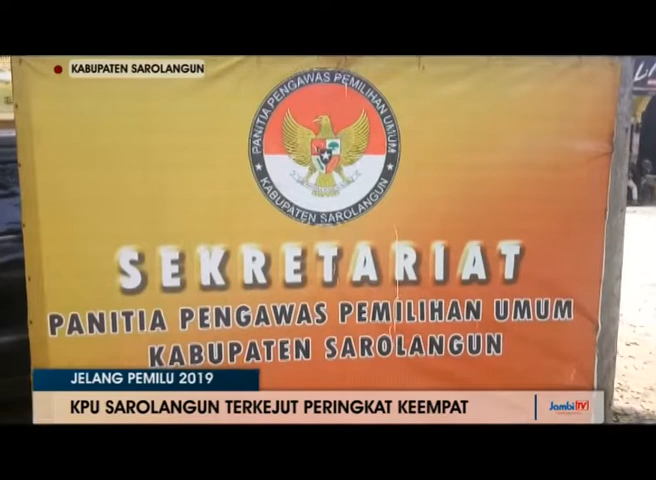 KABUPATEN SAROLANGUN
PANITIA PENGAWAS PEMILIHAN UMUM
KABUPATEN SAROLANGUN
SEKRETARIAT
PANITIA PENGAWAS PEMILIHAN UMUM
KABUPATEN SAROLANGUN
JELANG PEMILU 2019
KPU SAROLANGUN TERKEJUT PERINGKAT KEEMPAT
JambiTV